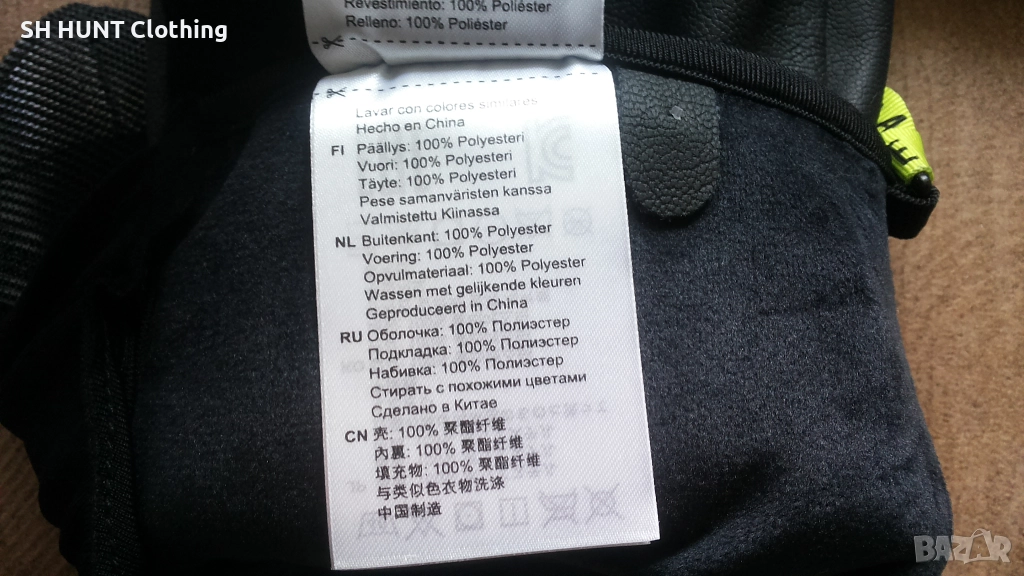 SH HUNT Clothing
Revestimiento: 100% Poliéster
Relleno: 100% Poliéster
Lavar con colores similares
Hecho en China
FI Päällys: 100% Polyesteri
Vuori: 100% Polyesteri
Täyte: 100% Polyesteri
Pese samanväristen kanssa
Valmistettu Kiinassa
NL Buitenkant: 100% Polyester
Voering: 100% Polyester
Opvulmateriaal: 100% Polyester
Wassen met gelijkende kleuren
Geproduceerd in China
RU Оболочка: 100% Полиэстер
Подкладка: 100% Полиэстер
Набивка: 100% Полиэстер
Стирать с похожими цветами
Сделано в Китае
CN 壳: 100% 聚酯纤维
內裏: 100% 聚酯纤维
填充物: 100% 聚酯纤维
与类似色衣物洗涤
中国制造
BAZAR